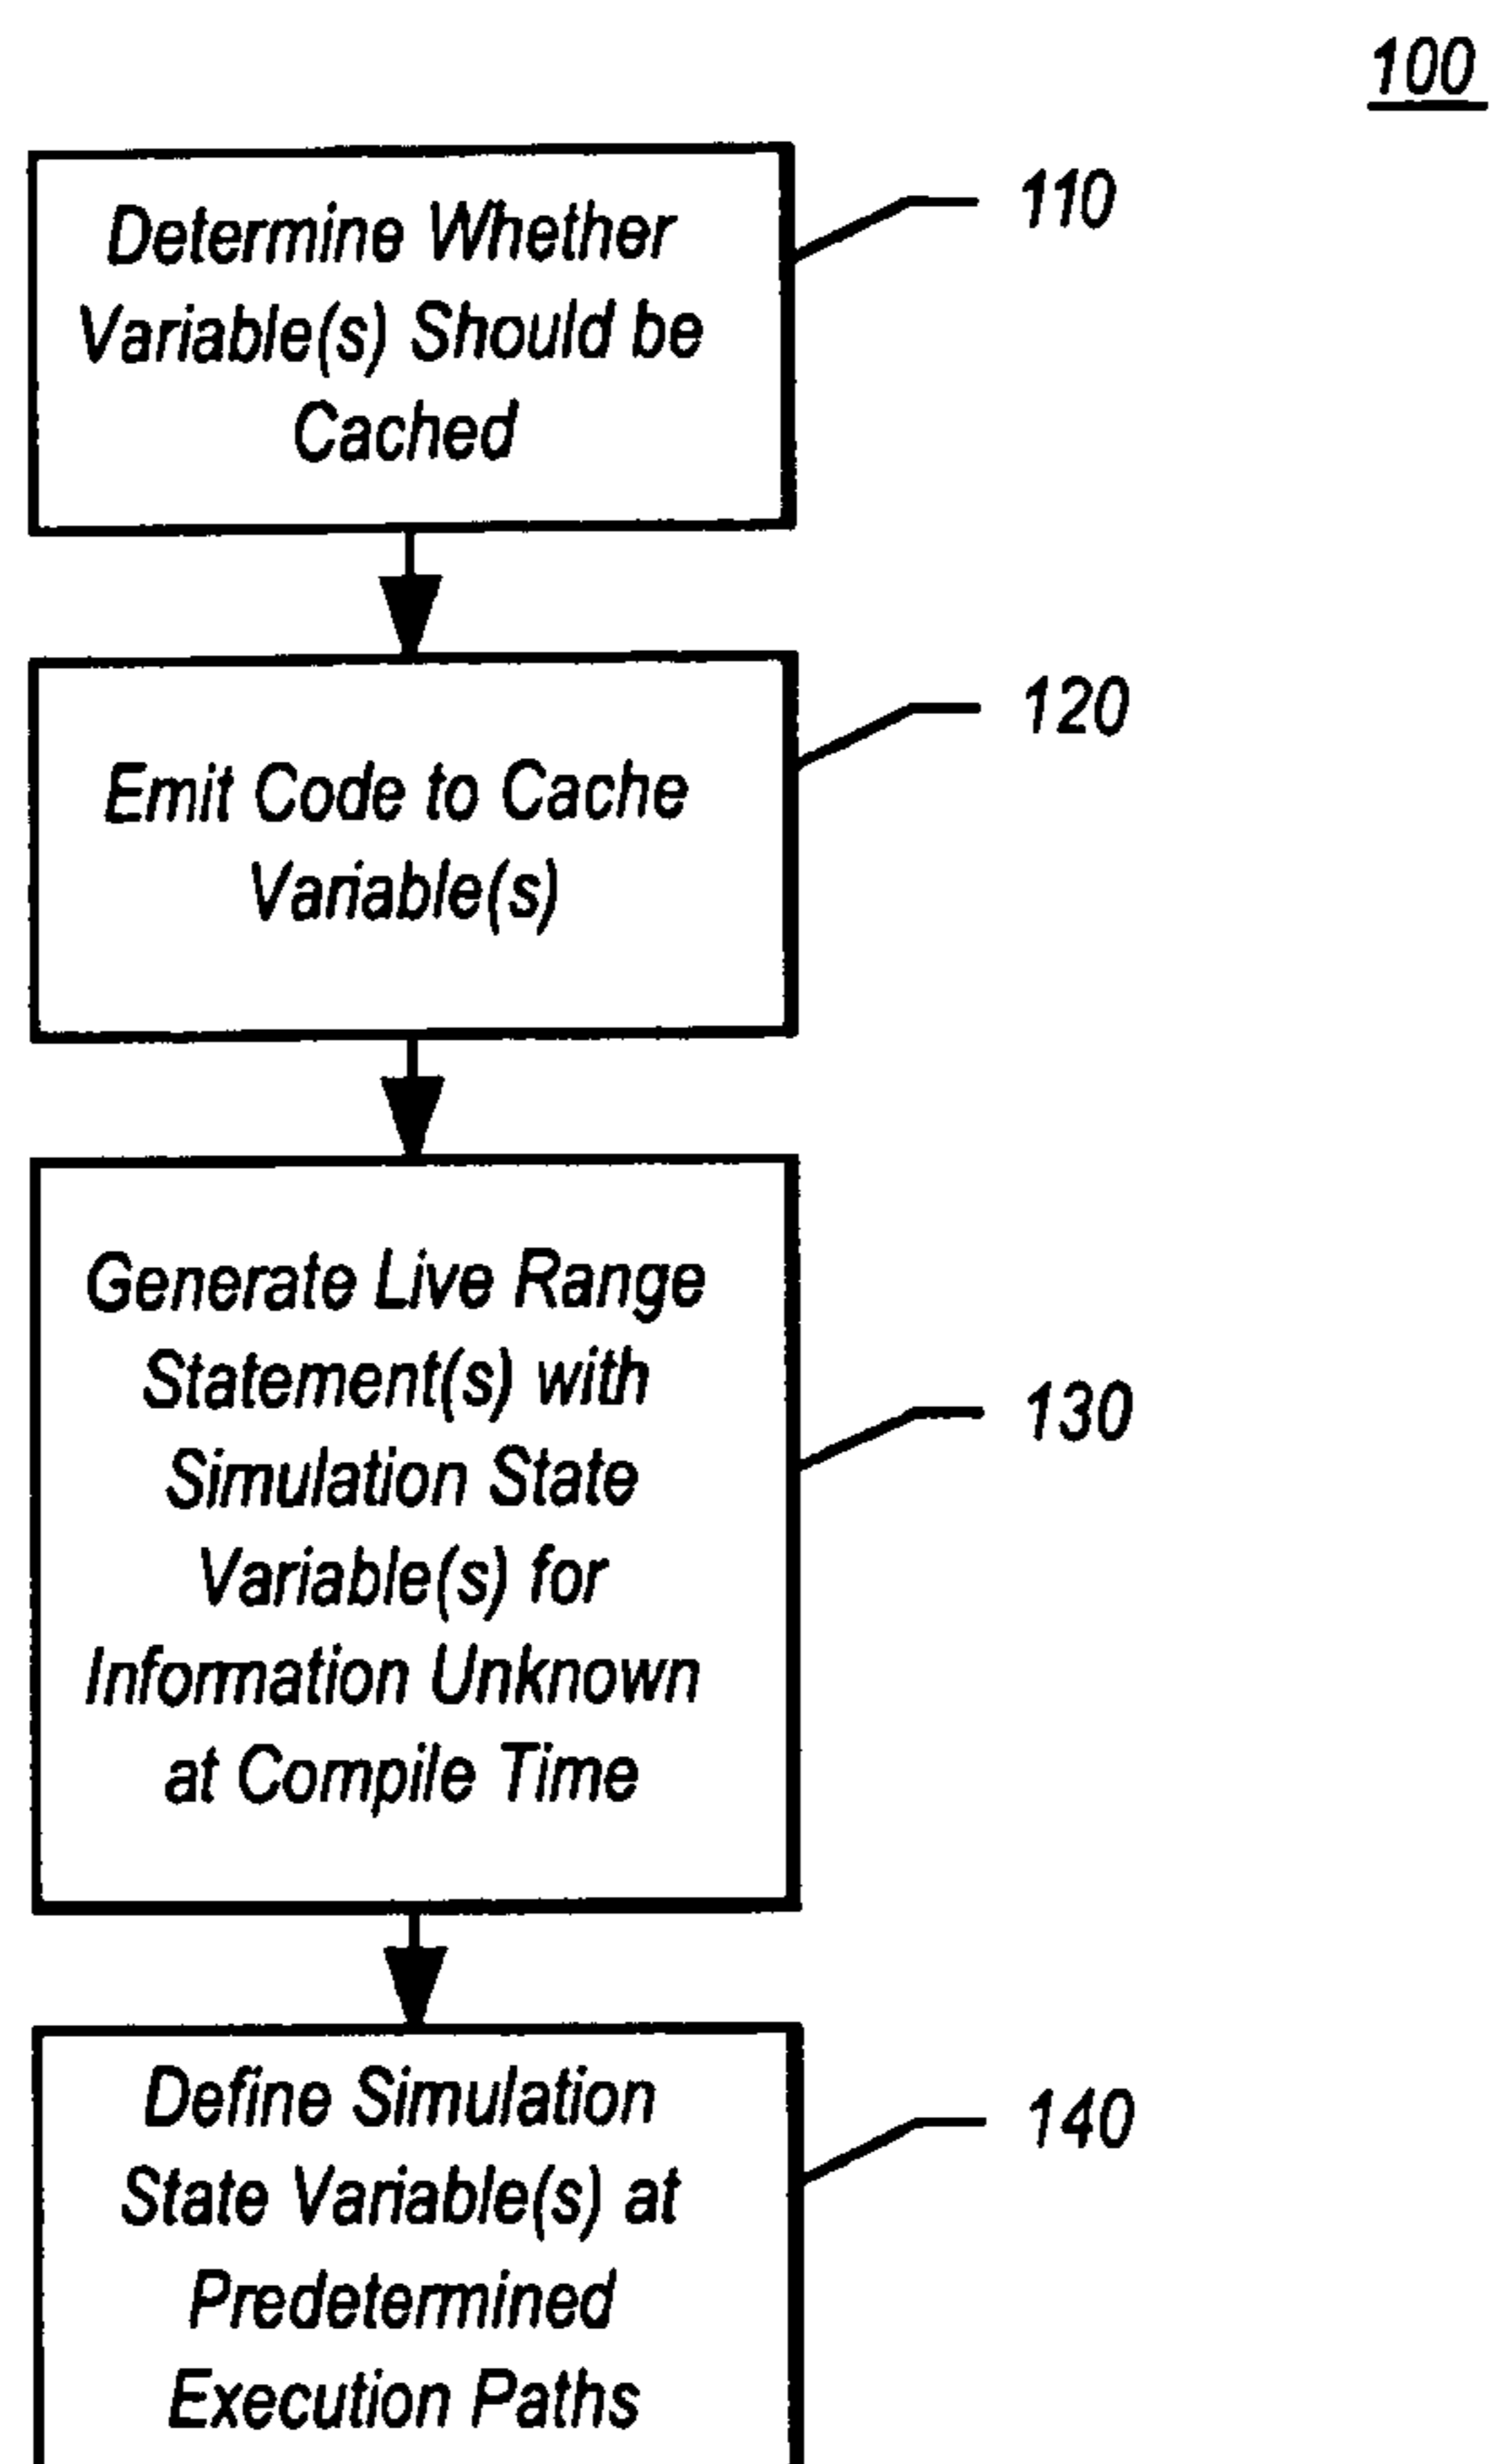 100
Determine Whether
Variable(s) Should be
Cached
110
Emit Code to Cache
Variable(s)
120
Generate Live Range
Statement(s) with
Simulation State
Variable(s) for
Information Unknown
at Compile Time
130
Define Simulation
State Variable(s) at
Predetermined
Execution Paths
140